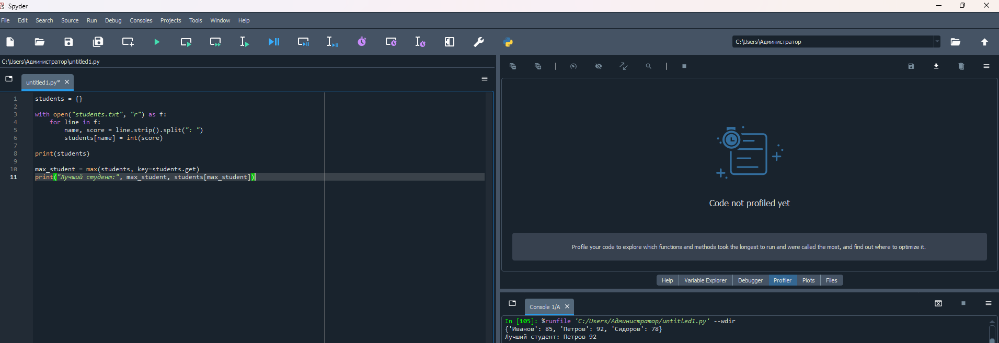 Spyder
File Edit Search Source Run Debug Consoles Projects Tools Window Help
C:\Users\Администратор
C:\Users\Администратор\untitled1.py
untitled1.py*
1 students = {}
2
3 with open("students.txt", "r") as f:
4     for line in f:
5         name, score = line.strip().split(": ")
6         students[name] = int(score)
7
8 print(students)
9
10 max_student = max(students, key=students.get)
11 print("Лучший студент:", max_student, students[max_student])
Code not profiled yet
Profile your code to explore which functions and methods took the longest to run and were called the most, and find out where to optimize it.
Help Variable Explorer Debugger Profiler Plots Files
Console 1/A
In [105]: %runfile 'C:/Users/Администратор/untitled1.py' --wdir
{'Иванов': 85, 'Петров': 92, 'Сидоров': 78}
Лучший студент: Петров 92